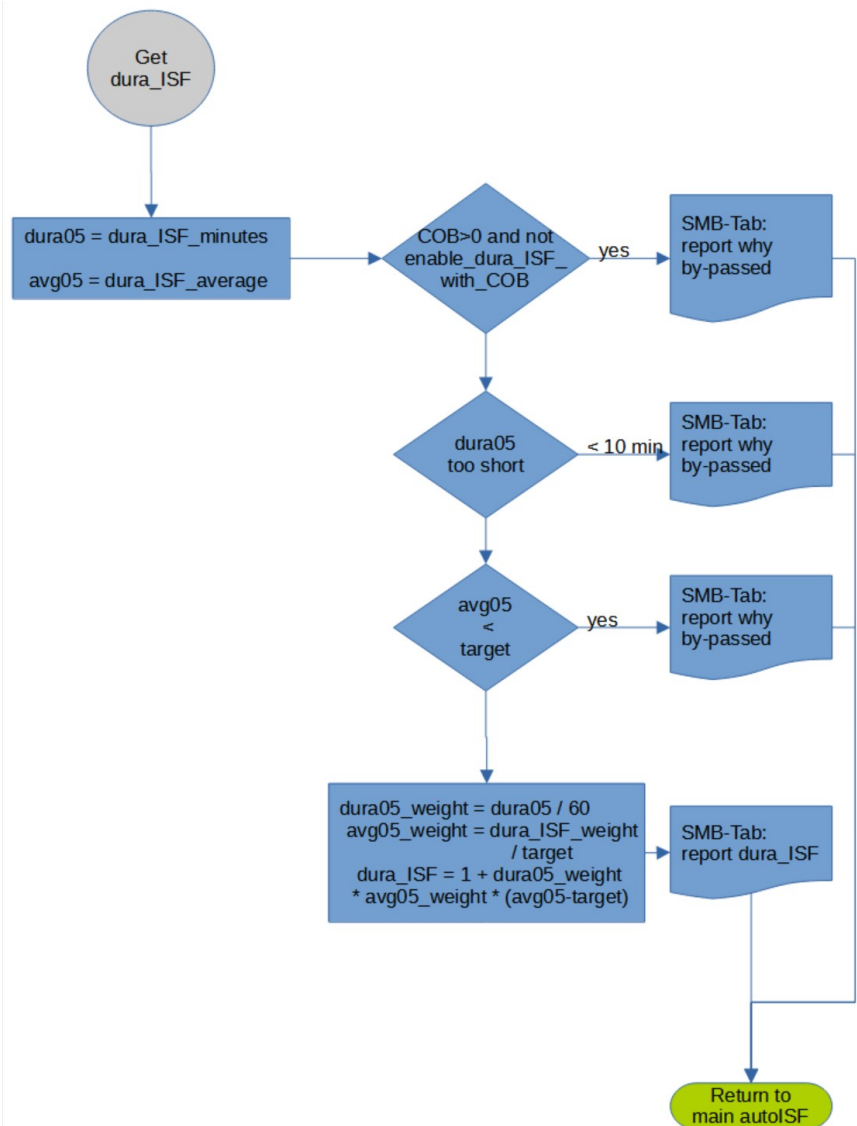 Get
dura_ISF
dura05 = dura_ISF_minutes
avg05 = dura_ISF_average
COB>0 and not
enable_dura_ISF_
with_COB
yes
SMB-Tab:
report why
by-passed
dura05
too short
< 10 min
SMB-Tab:
report why
by-passed
avg05
<
target
yes
SMB-Tab:
report why
by-passed
dura05_weight = dura05 / 60
avg05_weight = dura_ISF_weight
/ target
dura_ISF = 1 + dura05_weight
* avg05_weight * (avg05-target)
SMB-Tab:
report dura_ISF
Return to
main autoISF